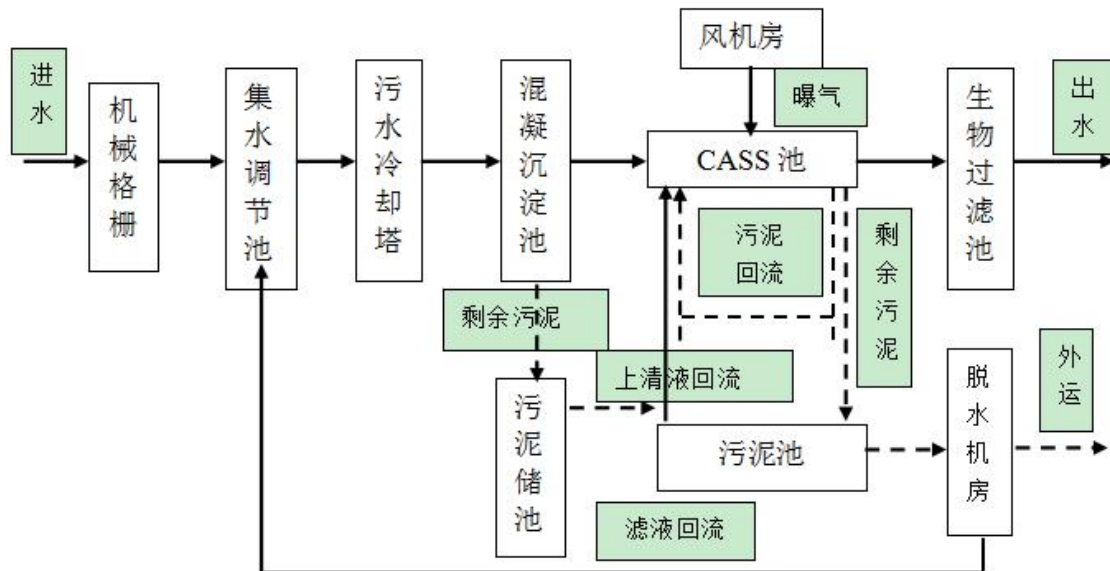 风机房
进水
机械格栅
集水调节池
污水冷却塔
混凝沉淀池
曝气
CASS 池
生物过滤池
出水
污泥
回流
剩余污泥
剩余污泥
上清液回流
污泥储池
污泥池
脱水机房
外运
滤液回流